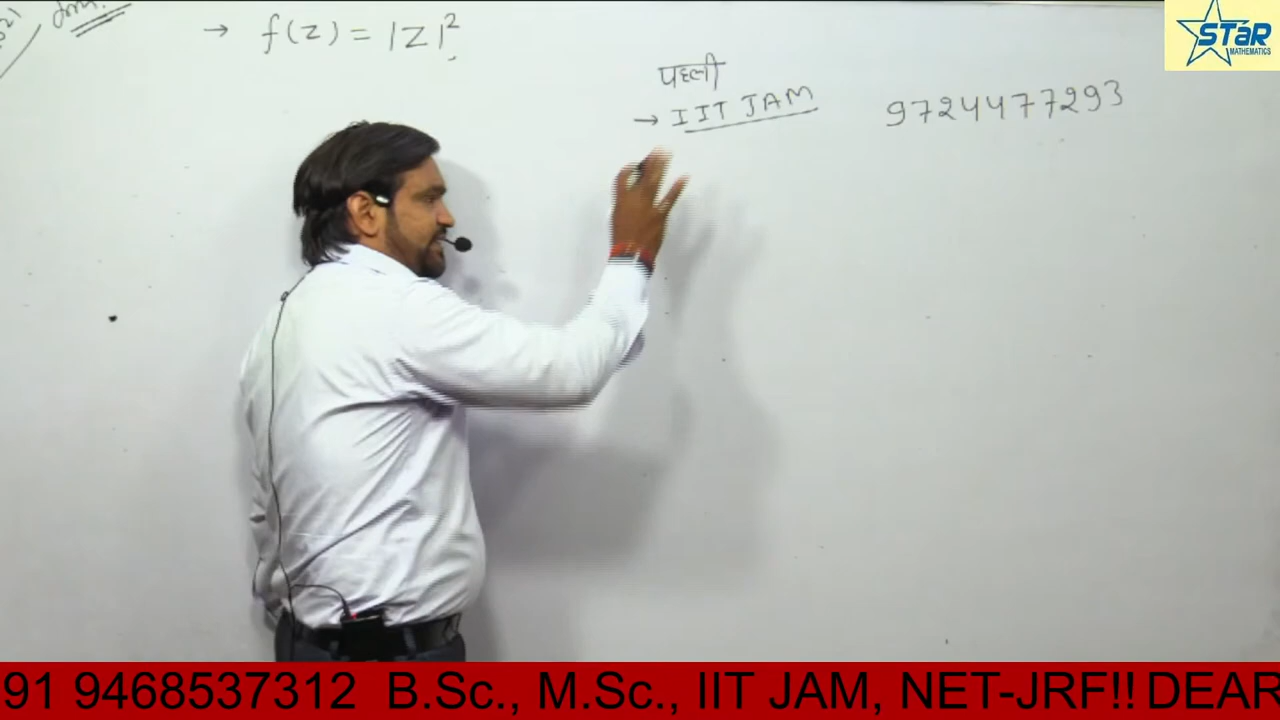 → f(z) = |z|²
पहली
→ IIT JAM
9724477293
STAR
MATHEMATICS
91 9468537312 B.Sc., M.Sc., IIT JAM, NET-JRF!! DEAR